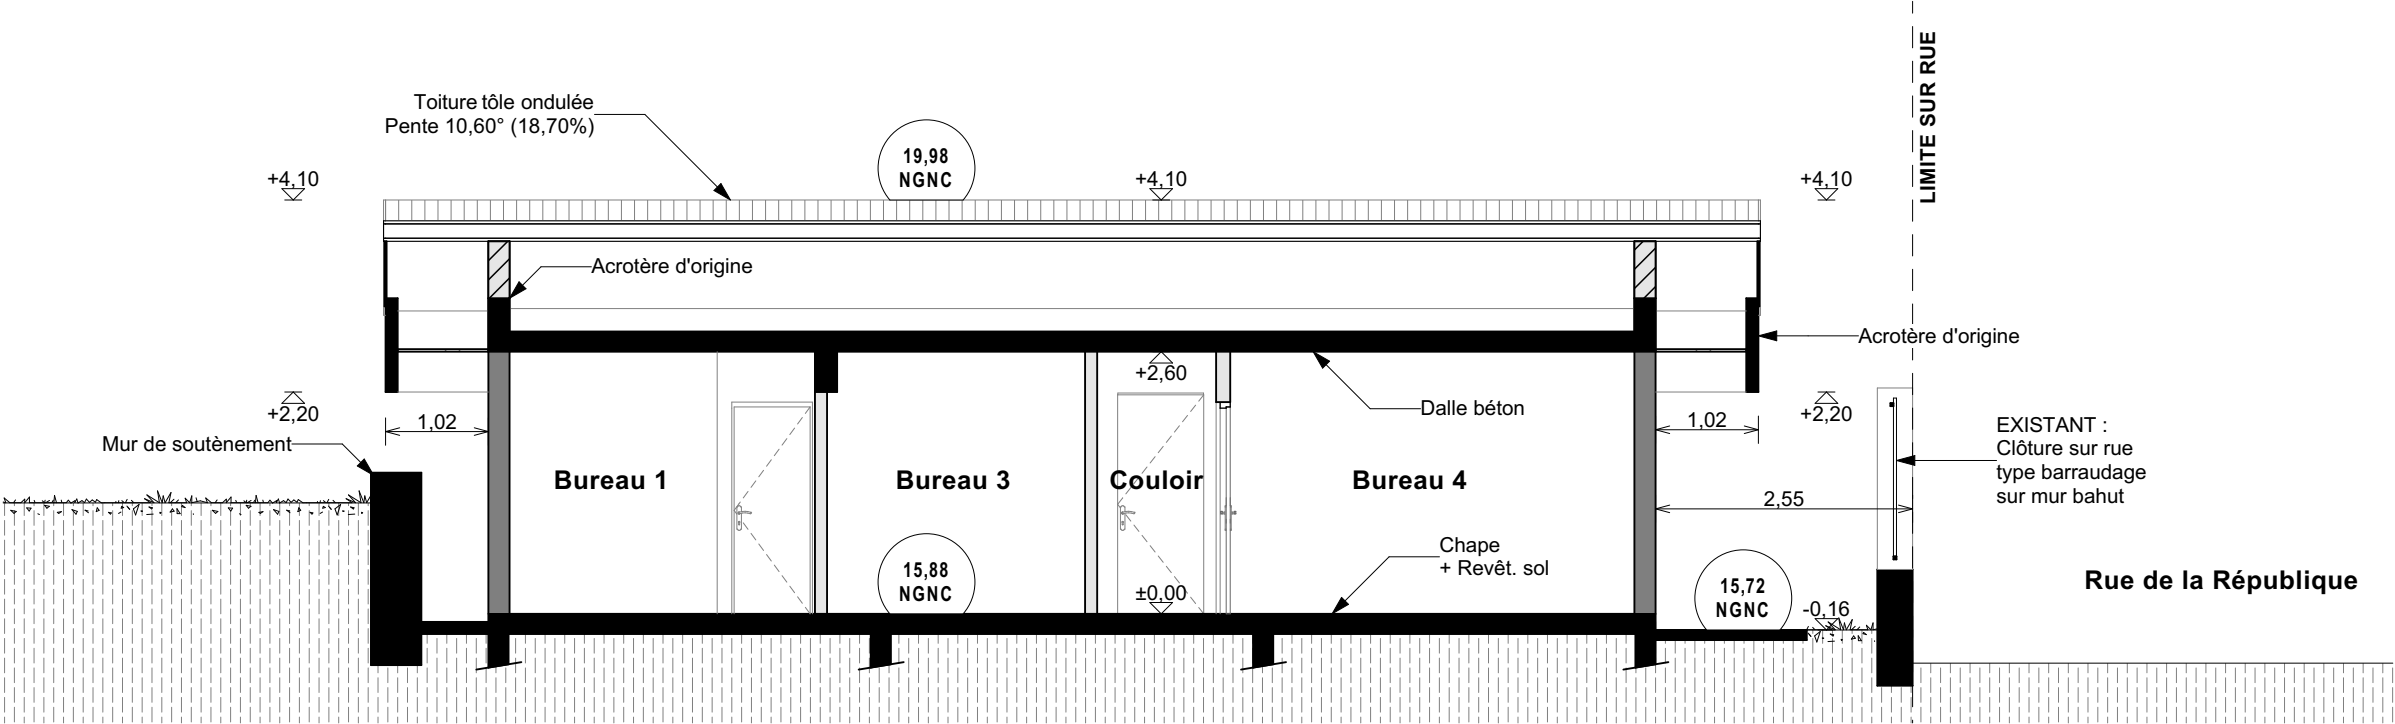 LIMITE SUR RUE
Toiture tôle ondulée
Pente 10,60° (18,70%)
19,98
NGNC
+4,10
+4,10
+4,10
Acrotère d'origine
Acrotère d'origine
+2,60
+2,20
+2,20
1,02
1,02
Dalle béton
Mur de soutènement
EXISTANT :
Clôture sur rue
type barraudage
sur mur bahut
Bureau 1
Bureau 3
Couloir
Bureau 4
2,55
Chape
+ Revêt. sol
15,88
NGNC
±0,00
15,72
NGNC
-0,16
Rue de la République